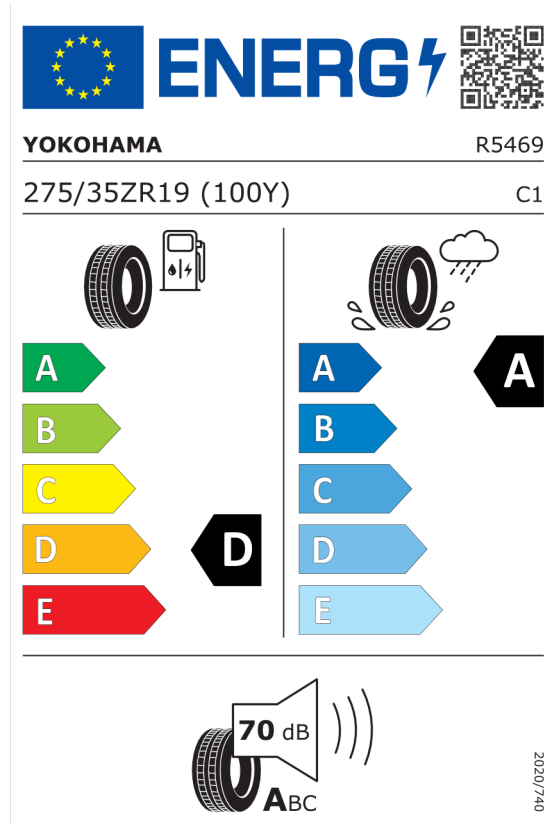 ENERG
YOKOHAMA R5469
275/35ZR19 (100Y) C1
A A A
B B
C C
D D D
E E
70 dB
ABC
2020/740